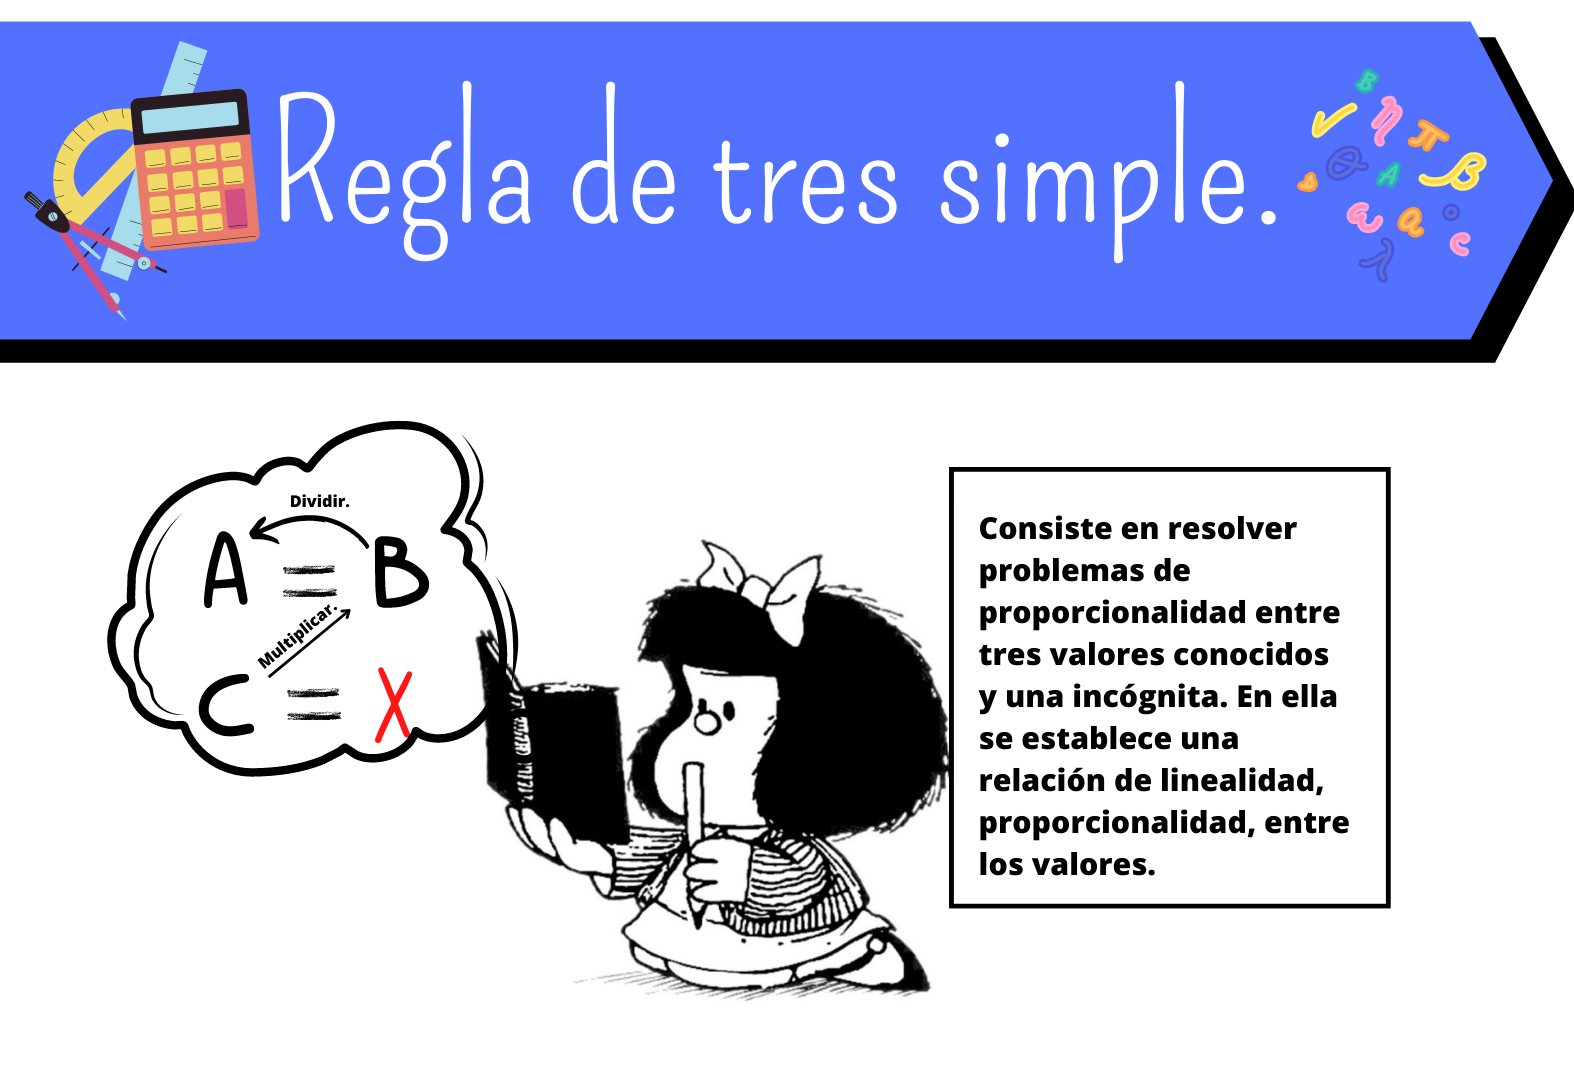 Regla de tres simple.
B
η
π
θ
A
β
b
a
a
c
λ
Dividir.
A = B
Multiplicar.
C = X
Consiste en resolver
problemas de
proporcionalidad entre
tres valores conocidos
y una incógnita. En ella
se establece una
relación de linealidad,
proporcionalidad, entre
los valores.